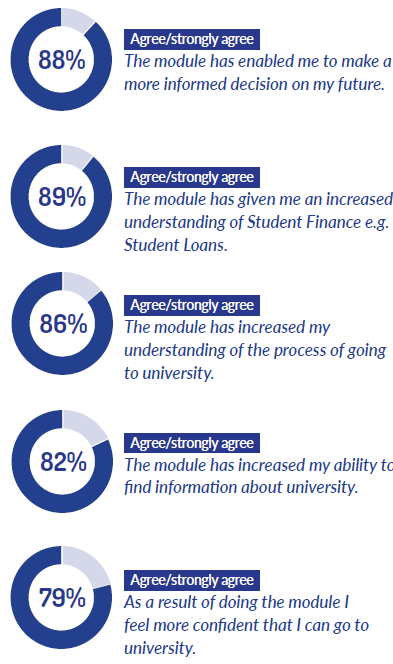 88%
Agree/strongly agree
The module has enabled me to make a
more informed decision on my future.
89%
Agree/strongly agree
The module has given me an increased
understanding of Student Finance e.g.
Student Loans.
86%
Agree/strongly agree
The module has increased my
understanding of the process of going
to university.
82%
Agree/strongly agree
The module has increased my ability to
find information about university.
79%
Agree/strongly agree
As a result of doing the module I
feel more confident that I can go to
university.